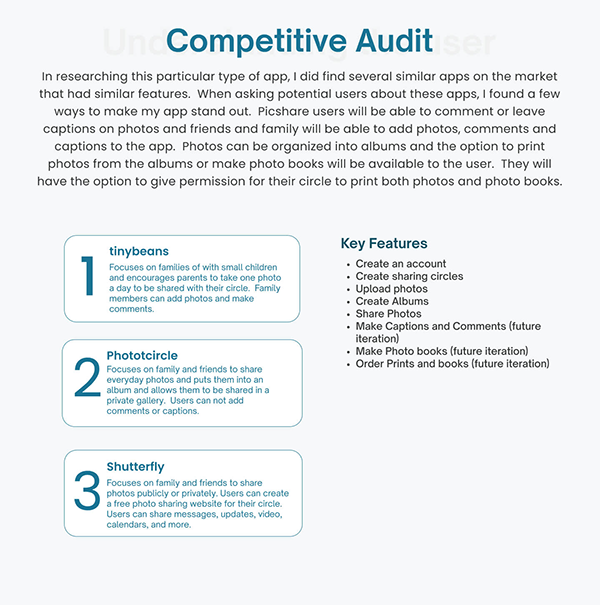 Competitive Audit
In researching this particular type of app, I did find several similar apps on the market
that had similar features.  When asking potential users about these apps, I found a few
ways to make my app stand out.  Picshare users will be able to comment or leave
captions on photos and friends and family will be able to add photos, comments and
captions to the app.  Photos can be organized into albums and the option to print
photos from the albums or make photo books will be available to the user.  They will
have the option to give permission for their circle to print both photos and photo books.
1
tinybeans
Focuses on families of with small children
and encourages parents to take one photo
a day to be shared with their circle.  Family
members can add photos and make
comments.
2
Phototcircle
Focuses on family and friends to share
everyday photos and puts them into an
album and allows them to be shared in a
private gallery.  Users can not add
comments or captions.
3
Shutterfly
Focuses on family and friends to share
photos publicly or privately. Users can create
a free photo sharing website for their circle.
Users can share messages, updates, video,
calendars, and more.
Key Features
• Create an account
• Create sharing circles
• Upload photos
• Create Albums
• Share Photos
• Make Captions and Comments (future
iteration)
• Make Photo books (future iteration)
• Order Prints and books (future iteration)